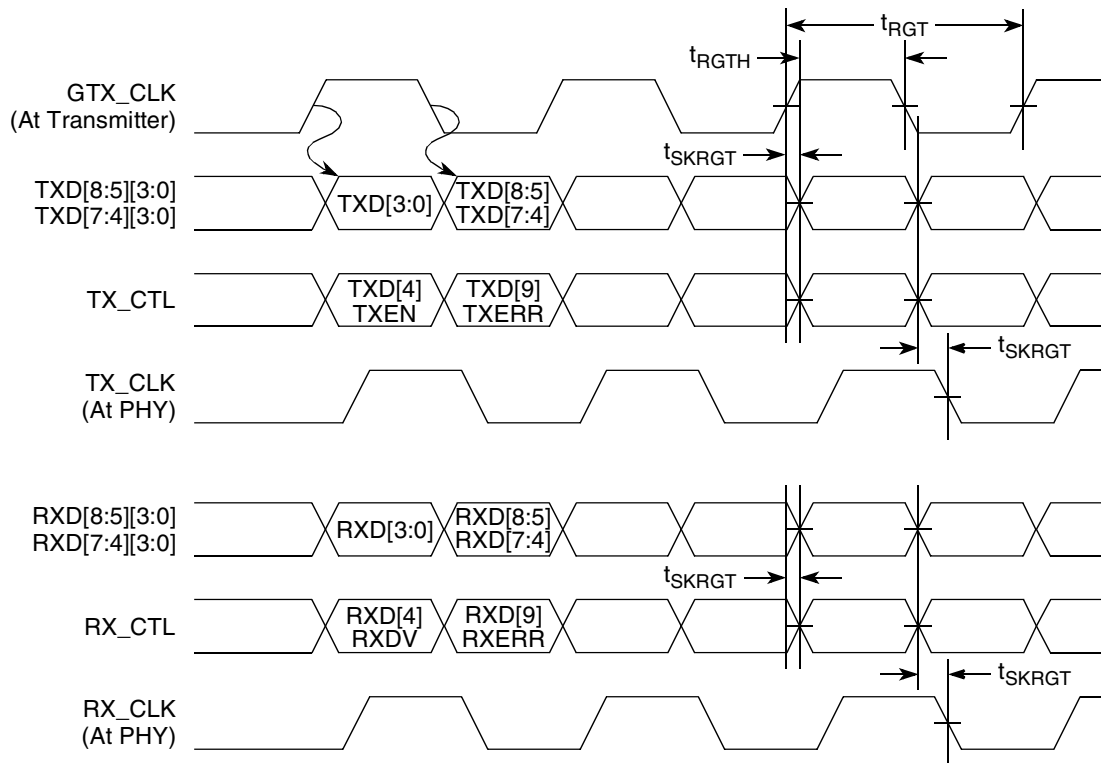 tRGT
tRGTH
GTX_CLK
(At Transmitter)
tSKRGT
TXD[8:5][3:0]
TXD[7:4][3:0]
TXD[3:0]
TXD[8:5]
TXD[7:4]
TX_CTL
TXD[4]
TXEN
TXD[9]
TXERR
tSKRGT
TX_CLK
(At PHY)
RXD[8:5][3:0]
RXD[7:4][3:0]
RXD[3:0]
RXD[8:5]
RXD[7:4]
tSKRGT
RX_CTL
RXD[4]
RXDV
RXD[9]
RXERR
tSKRGT
RX_CLK
(At PHY)